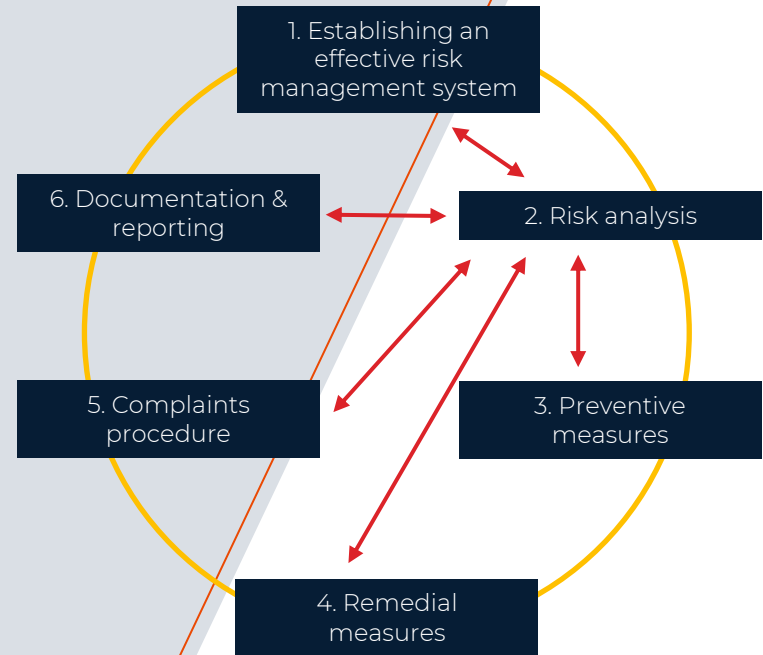 1. Establishing an
effective risk
management system
2. Risk analysis
3. Preventive
measures
4. Remedial
measures
5. Complaints
procedure
6. Documentation &
reporting